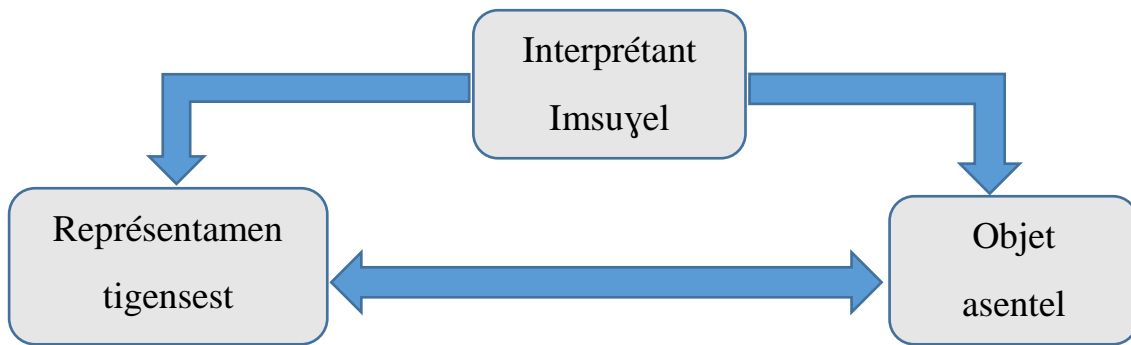 Interprétant
Imsuɣel
Représentamen
tigensest
Objet
asentel